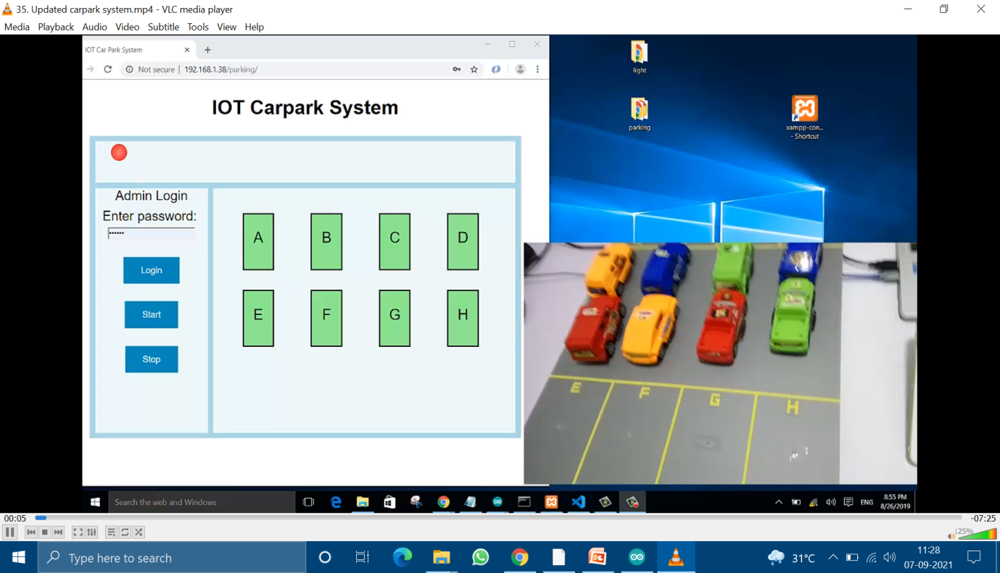 35. Updated carpark system.mp4 - VLC media player
Media Playback Audio Video Subtitle Tools View Help
IOT Car Park System
Not secure | 192.168.1.38/parking/
IOT Carpark System
Admin Login
Enter password:
Login
Start
Stop
A B C D
E F G H
light
parking
xampp-con...
- Shortcut
E F G H
Search the web and Windows
ENG
8:55 PM
8/26/2019
00:05
-07:25
125%
Type here to search
31°C
11:28
07-09-2021